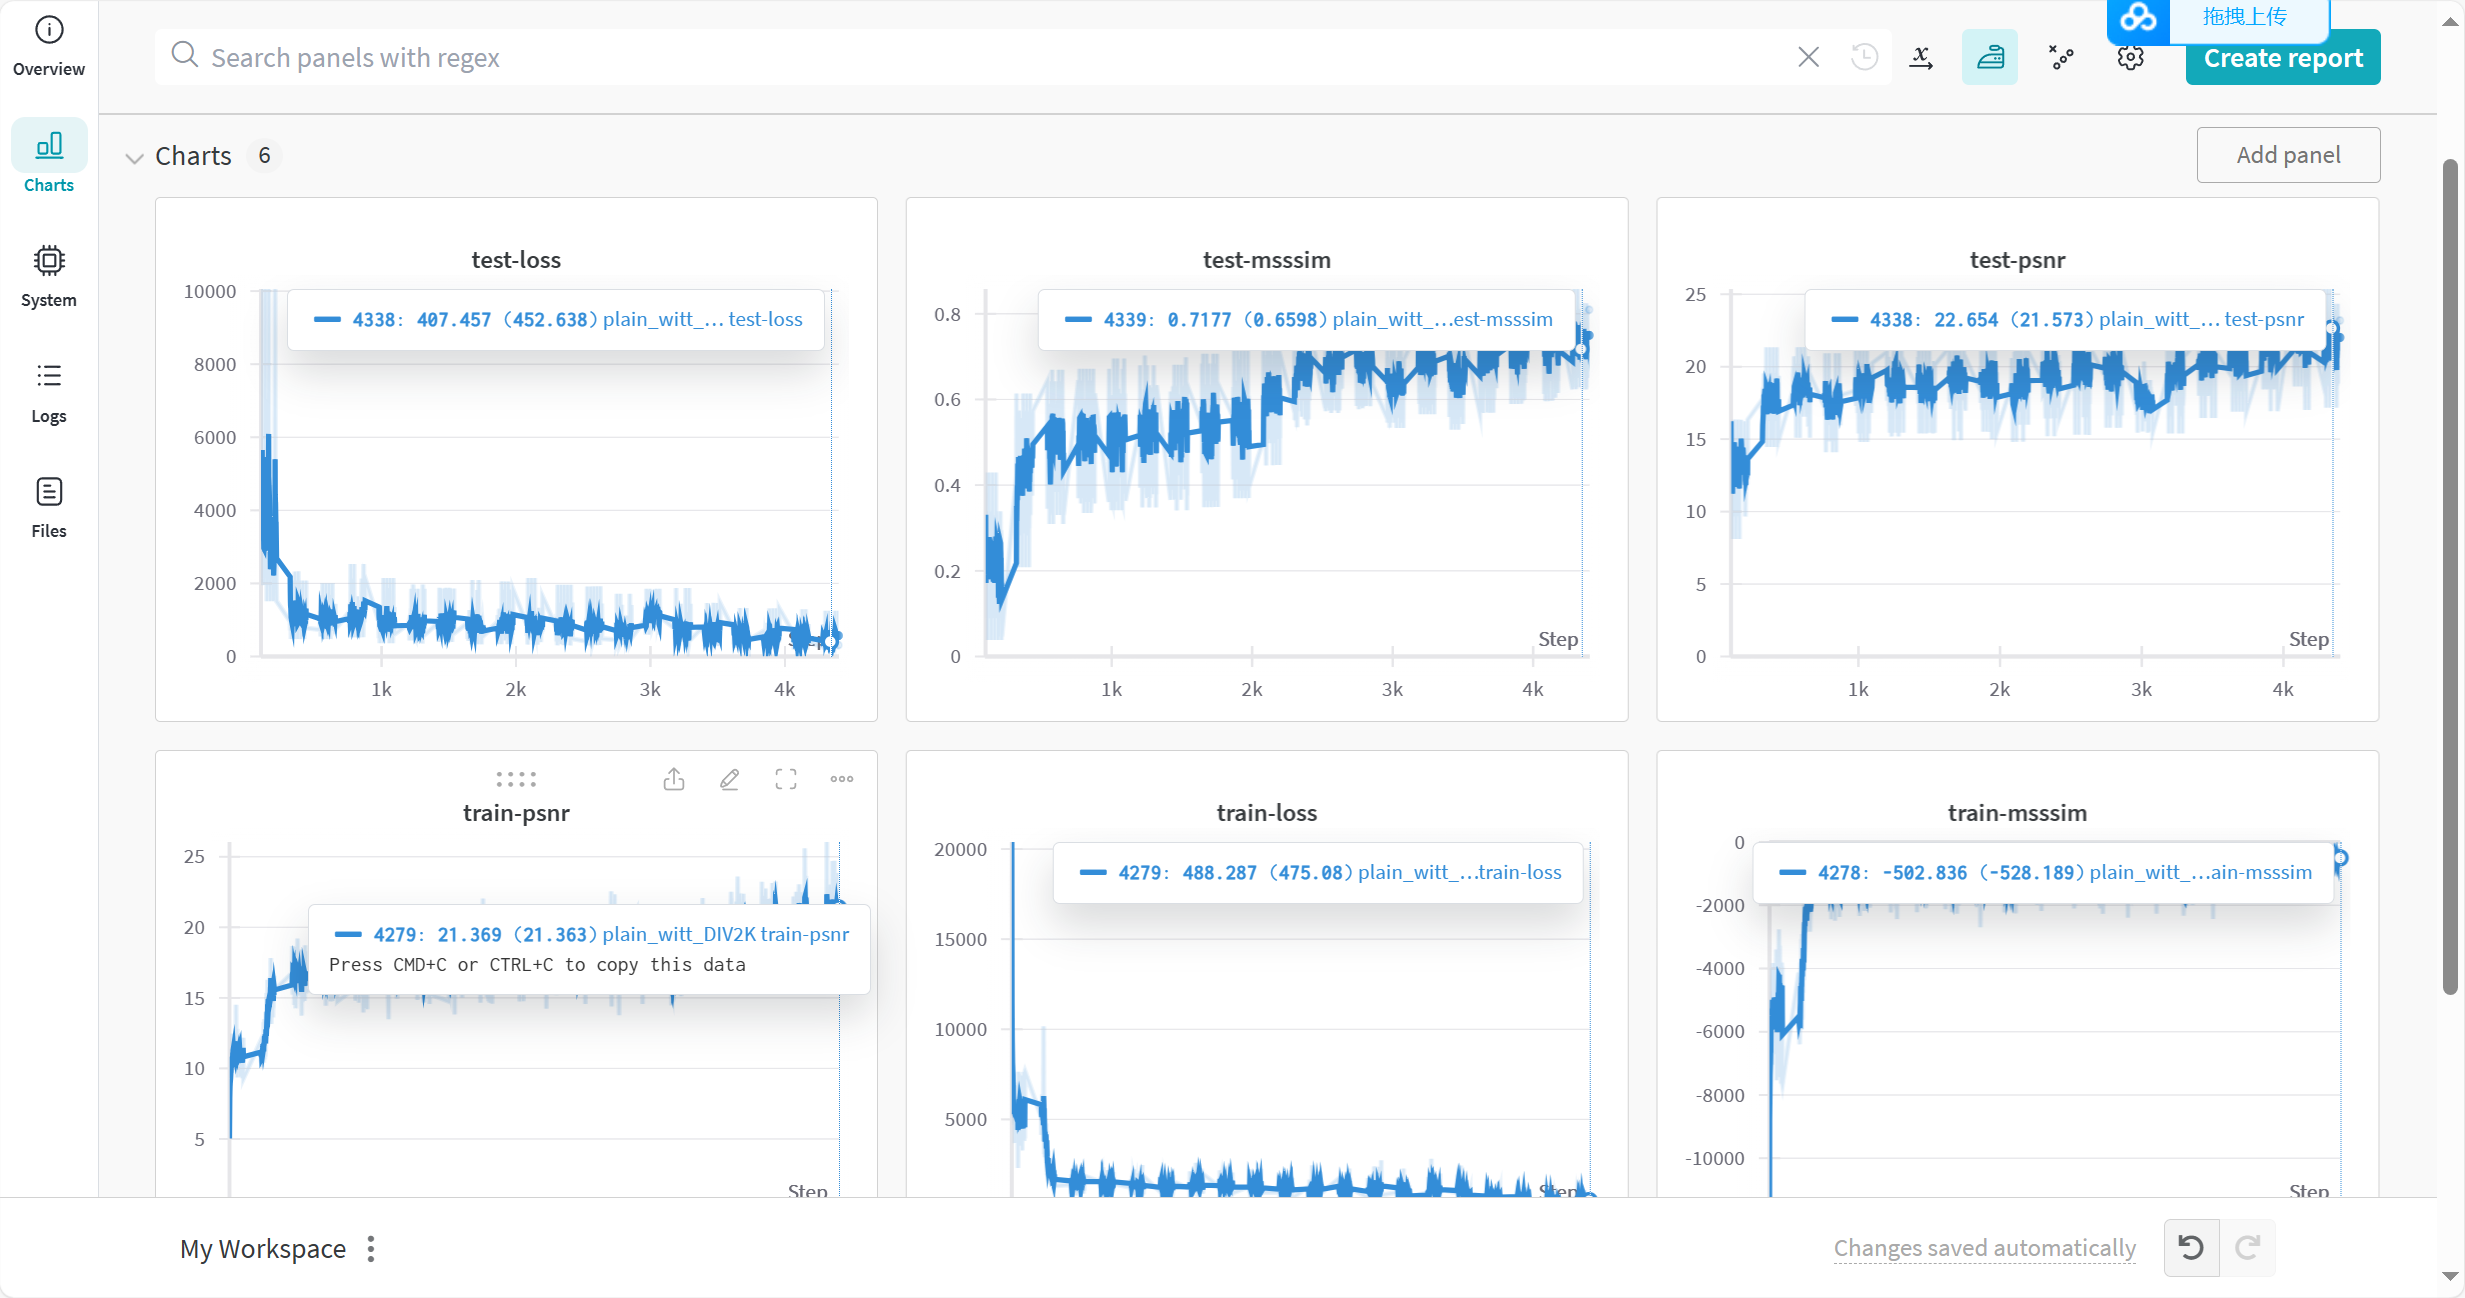 拖拽上传
Overview
Search panels with regex
Create report
Charts 6
Add panel
Charts
System
Logs
Files
test-loss
10000
8000
6000
4000
2000
0
4338: 407.457 (452.638) plain_witt_... test-loss
Step
1k 2k 3k 4k
test-msssim
0.8
0.6
0.4
0.2
0
4339: 0.7177 (0.6598) plain_witt_...est-msssim
Step
1k 2k 3k 4k
test-psnr
25
20
15
10
5
0
4338: 22.654 (21.573) plain_witt_... test-psnr
Step
1k 2k 3k 4k
train-psnr
25
20
15
10
5
4279: 21.369 (21.363) plain_witt_DIV2K train-psnr
Press CMD+C or CTRL+C to copy this data
Step
train-loss
20000
15000
10000
5000
4279: 488.287 (475.08) plain_witt_...train-loss
Step
train-msssim
0
-2000
-4000
-6000
-8000
-10000
4278: -502.836 (-528.189) plain_witt_...ain-msssim
Step
My Workspace
Changes saved automatically